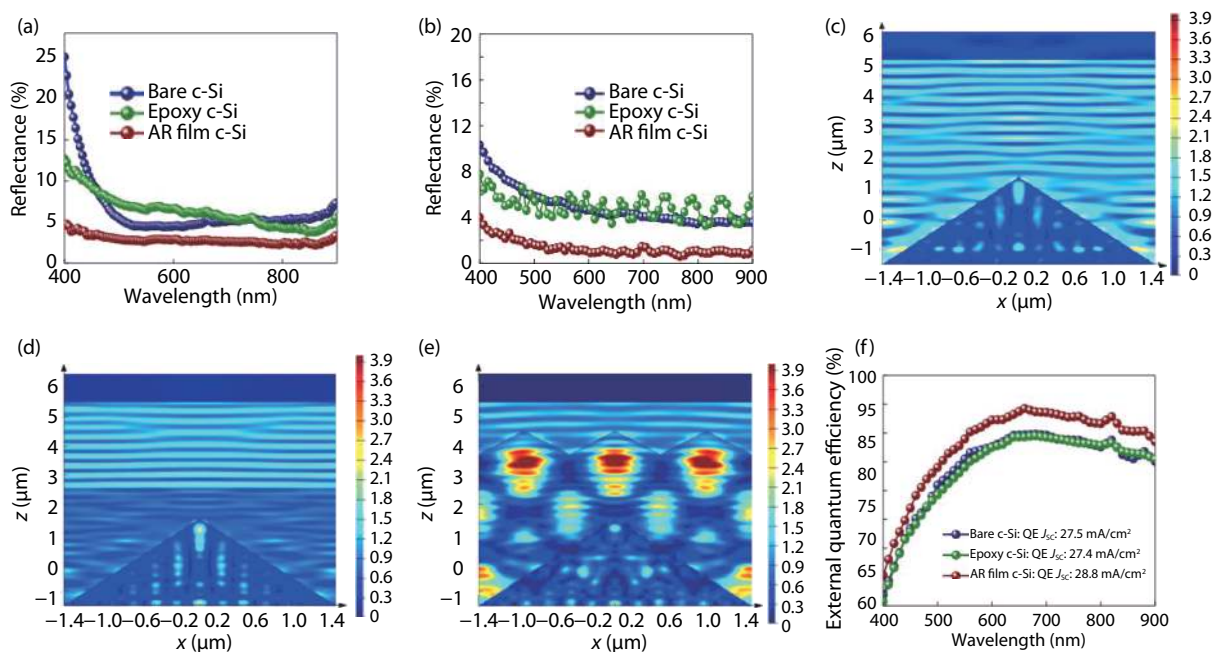 (a)
25
20
15
10
5
0
Reflectance (%)
Bare c-Si
Epoxy c-Si
AR film c-Si
400
600
800
Wavelength (nm)
(b)
20
16
12
8
4
0
Reflectance (%)
Bare c-Si
Epoxy c-Si
AR film c-Si
400 500 600 700 800 900
Wavelength (nm)
(c)
6
5
4
3
2
1
0
−1
z (μm)
−1.4 −1.0 −0.6 −0.2 0.2 0.6 1.0 1.4
x (μm)
3.9
3.6
3.3
3.0
2.7
2.4
2.1
1.8
1.5
1.2
0.9
0.6
0.3
0
(d)
6
5
4
3
2
1
0
−1
z (μm)
−1.4 −1.0 −0.6 −0.2 0.2 0.6 1.0 1.4
x (μm)
3.9
3.6
3.3
3.0
2.7
2.4
2.1
1.8
1.5
1.2
0.9
0.6
0.3
0
(e)
6
5
4
3
2
1
0
−1
z (μm)
−1.4 −1.0 −0.6 −0.2 0.2 0.6 1.0 1.4
x (μm)
3.9
3.6
3.3
3.0
2.7
2.4
2.1
1.8
1.5
1.2
0.9
0.6
0.3
0
(f)
100
95
85
80
75
70
65
60
External quantum efficiency (%)
Bare c-Si: QE JSC: 27.5 mA/cm²
Epoxy c-Si: QE JSC: 27.4 mA/cm²
AR film c-Si: QE JSC: 28.8 mA/cm²
400 500 600 700 800 900
Wavelength (nm)